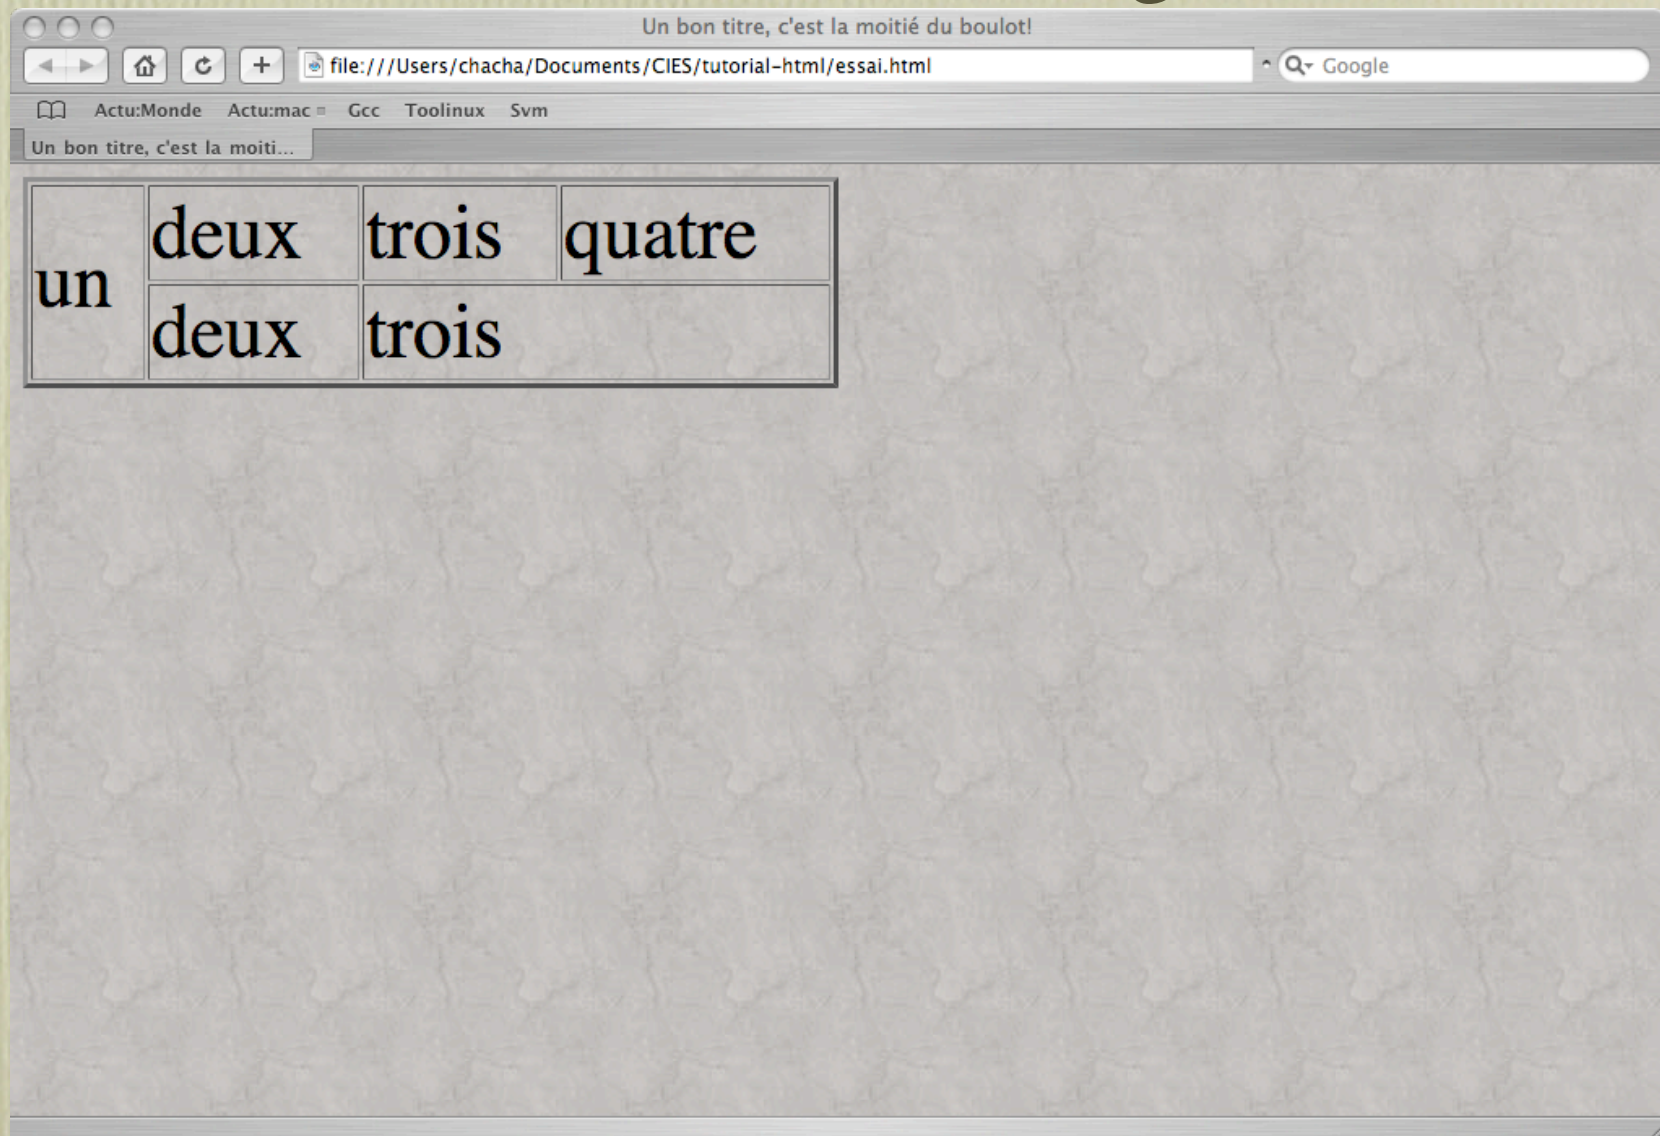 Un bon titre, c'est la moitié du boulot!
file:///Users/chacha/Documents/CIES/tutorial-html/essai.html
Google
Actu:Monde Actu:mac Gcc Toolinux Svm
Un bon titre, c'est la moiti...
un deux trois quatre
deux trois